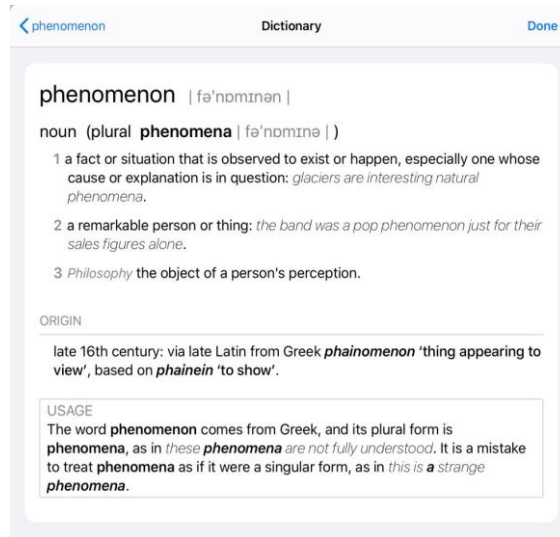 phenomenon Dictionary Done
phenomenon | fəˈnɒmɪnən |
noun (plural phenomena | fəˈnɒmɪnə | )
1 a fact or situation that is observed to exist or happen, especially one whose
cause or explanation is in question: glaciers are interesting natural
phenomena.
2 a remarkable person or thing: the band was a pop phenomenon just for their
sales figures alone.
3 Philosophy the object of a person's perception.
ORIGIN
late 16th century: via late Latin from Greek phainomenon ‘thing appearing to
view’, based on phainein ‘to show’.
USAGE
The word phenomenon comes from Greek, and its plural form is
phenomena, as in these phenomena are not fully understood. It is a mistake
to treat phenomena as if it were a singular form, as in this is a strange
phenomena.